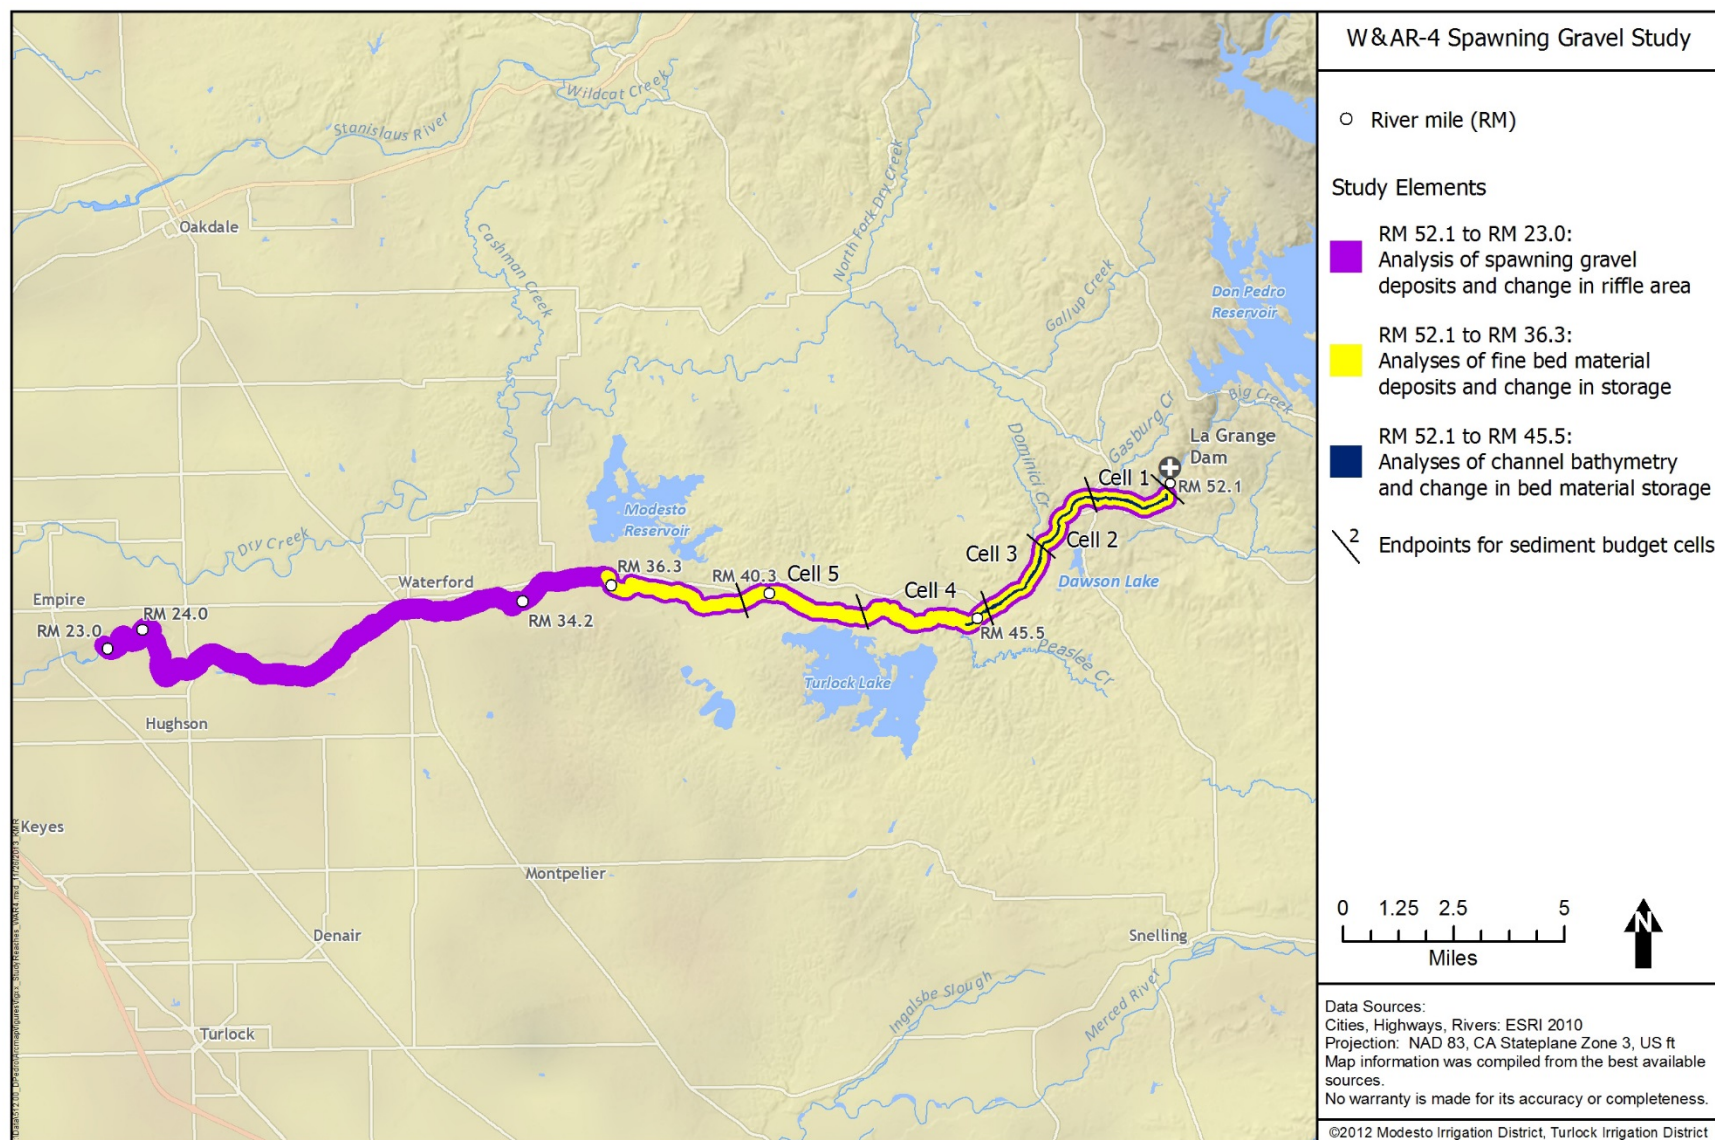 W&AR-4 Spawning Gravel Study
River mile (RM)
Study Elements
RM 52.1 to RM 23.0:
Analysis of spawning gravel
deposits and change in riffle area
RM 52.1 to RM 36.3:
Analyses of fine bed material
deposits and change in storage
RM 52.1 to RM 45.5:
Analyses of channel bathymetry
and change in bed material storage
2
Endpoints for sediment budget cells
0 1.25 2.5 5
Miles
N
Data Sources:
Cities, Highways, Rivers: ESRI 2010
Projection: NAD 83, CA Stateplane Zone 3, US ft
Map information was compiled from the best available
sources.
No warranty is made for its accuracy or completeness.
©2012 Modesto Irrigation District, Turlock Irrigation District
Wildcat Creek
Stanislaus River
Oakdale
Cashman Creek
North Fork Dry Creek
Gallup Creek
Don Pedro
Reservoir
Big Creek
Gasburg Cr
La Grange
Dam
Dominici Cr
Cell 1
RM 52.1
Modesto
Reservoir
Dry Creek
Cell 3
Cell 2
Dawson Lake
Waterford
RM 36.3
RM 40.3
Cell 5
Cell 4
Empire
RM 24.0
RM 23.0
RM 34.2
RM 45.5
Peaslee Cr
Turlock Lake
Hughson
Keyes
Montpelier
Denair
Snelling
Ingalsbe Slough
Merced River
Turlock